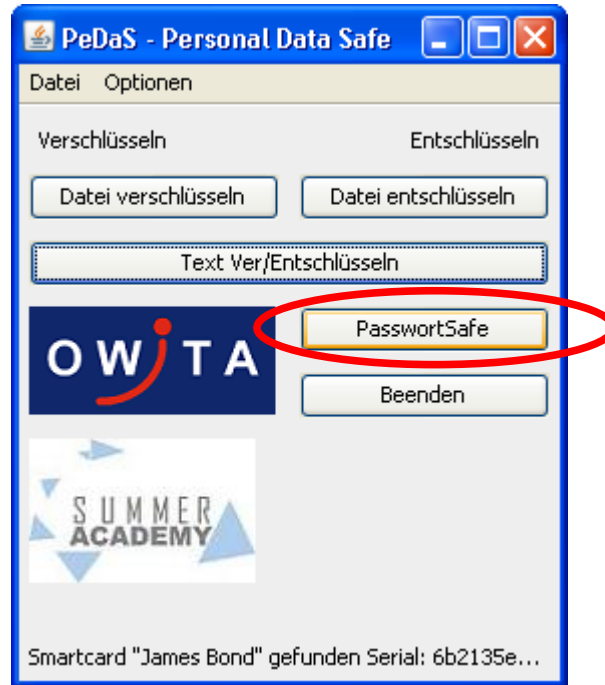 PeDaS - Personal Data Safe
Datei Optionen
Verschlüsseln Entschlüsseln
Datei verschlüsseln Datei entschlüsseln
Text Ver/Entschlüsseln
OWiTA PasswortSafe
Beenden
SUMMER
ACADEMY
Smartcard "James Bond" gefunden Serial: 6b2135e...